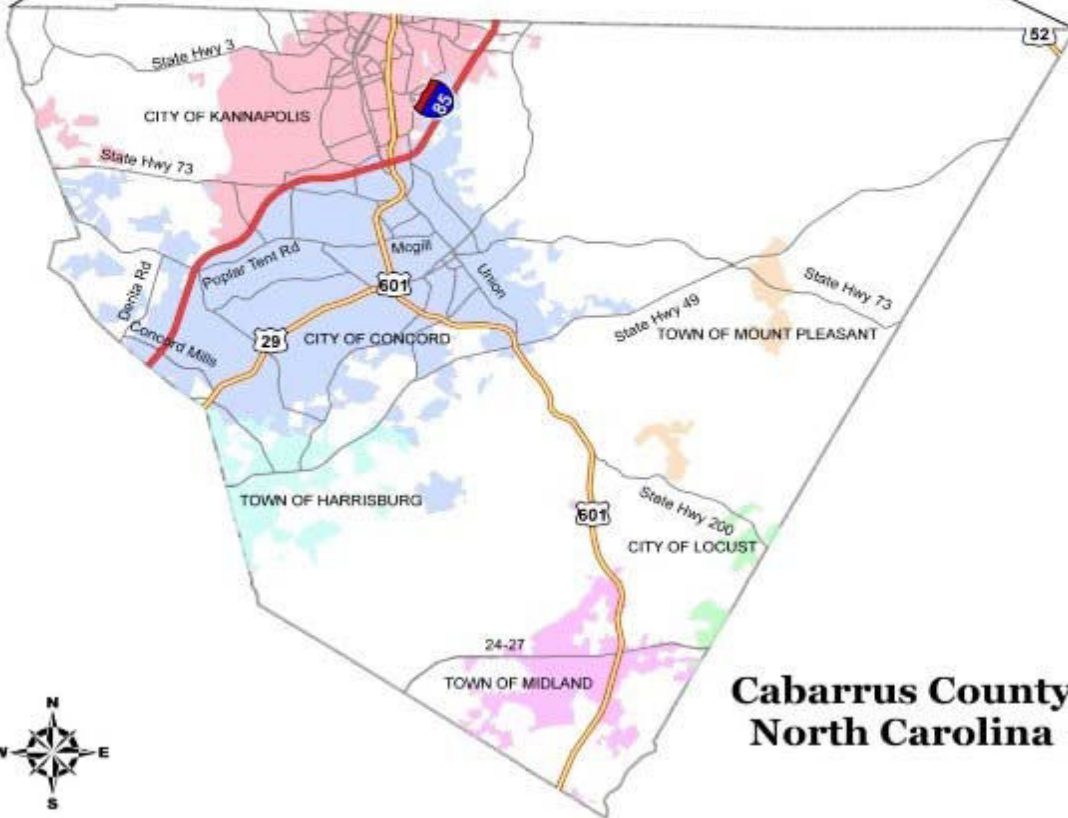 52
State Hwy 3
85
CITY OF KANNAPOLIS
State Hwy 73
Mcgill
Poplar Tent Rd
Union
Derita Rd
601
State Hwy 73
State Hwy 49
29
CITY OF CONCORD
TOWN OF MOUNT PLEASANT
Concord Mills
TOWN OF HARRISBURG
State Hwy 200
601
CITY OF LOCUST
24-27
TOWN OF MIDLAND
Cabarrus County
North Carolina
N
W
E
S